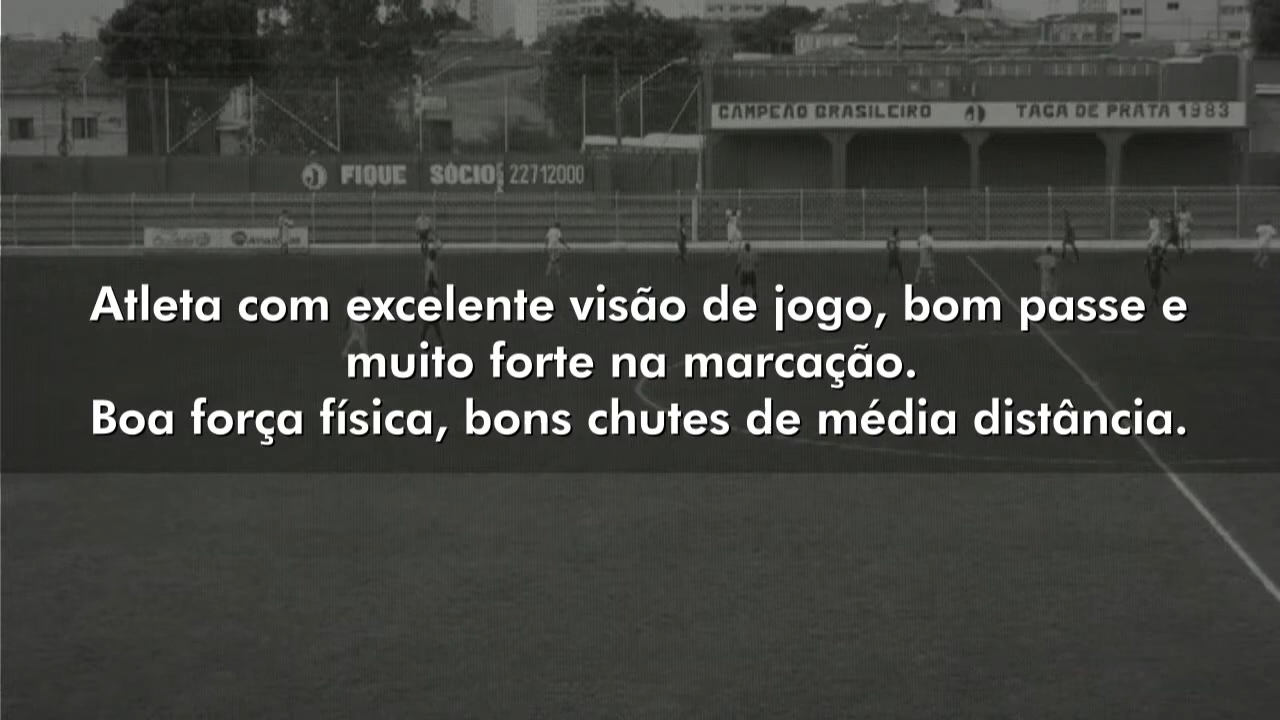 CAMPEÃO BRASILEIRO TAÇA DE PRATA 1983
FIQUE SÓCIO 22712000
Atleta com excelente visão de jogo, bom passe e
muito forte na marcação.
Boa força física, bons chutes de média distância.